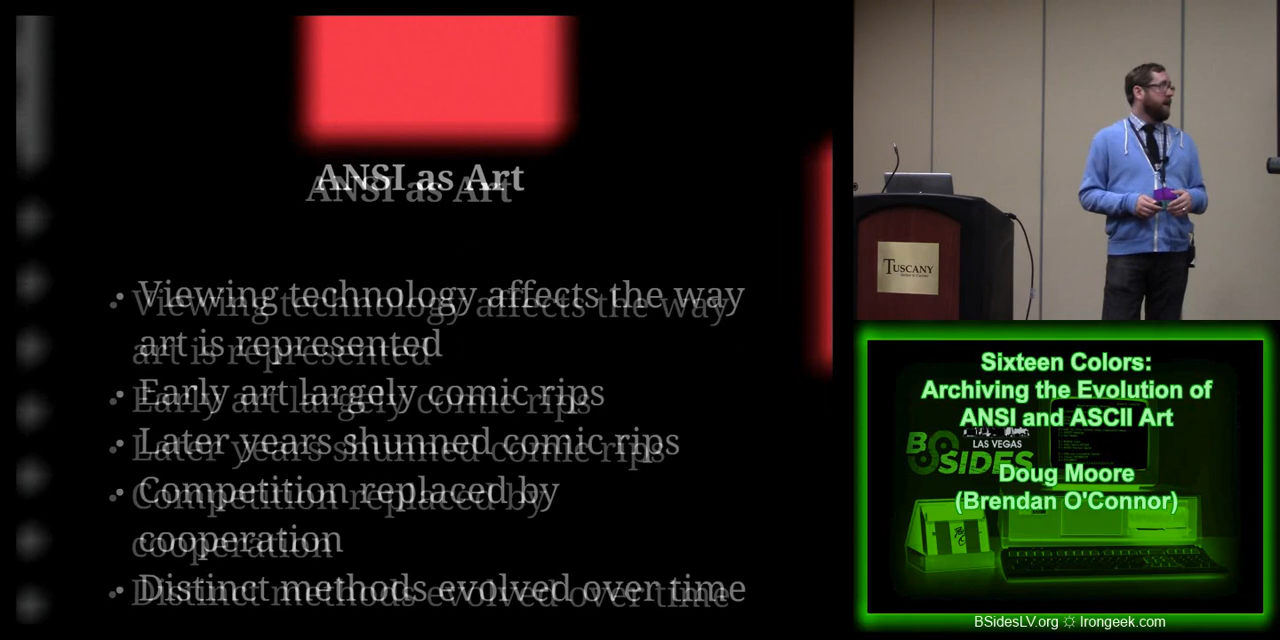 ANSI as Art
• Viewing technology affects the way
art is represented
• Early art largely comic rips
• Later years shunned comic rips
• Competition replaced by
cooperation
• Distinct methods evolved over time
TUSCANY
Sixteen Colors:
Archiving the Evolution of
ANSI and ASCII Art
LAS VEGAS
BSIDES
Doug Moore
(Brendan O'Connor)
BSidesLV.org ☼ Irongeek.com